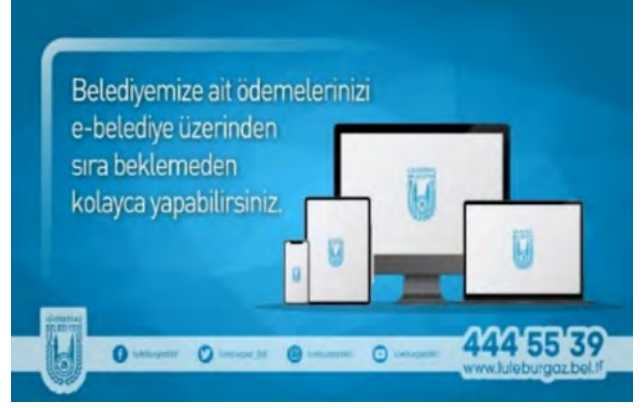 Belediyemize ait ödemelerinizi
e-belediye üzerinden
sıra beklemeden
kolayca yapabilirsiniz.
444 55 39
www.luleburgaz.bel.tr